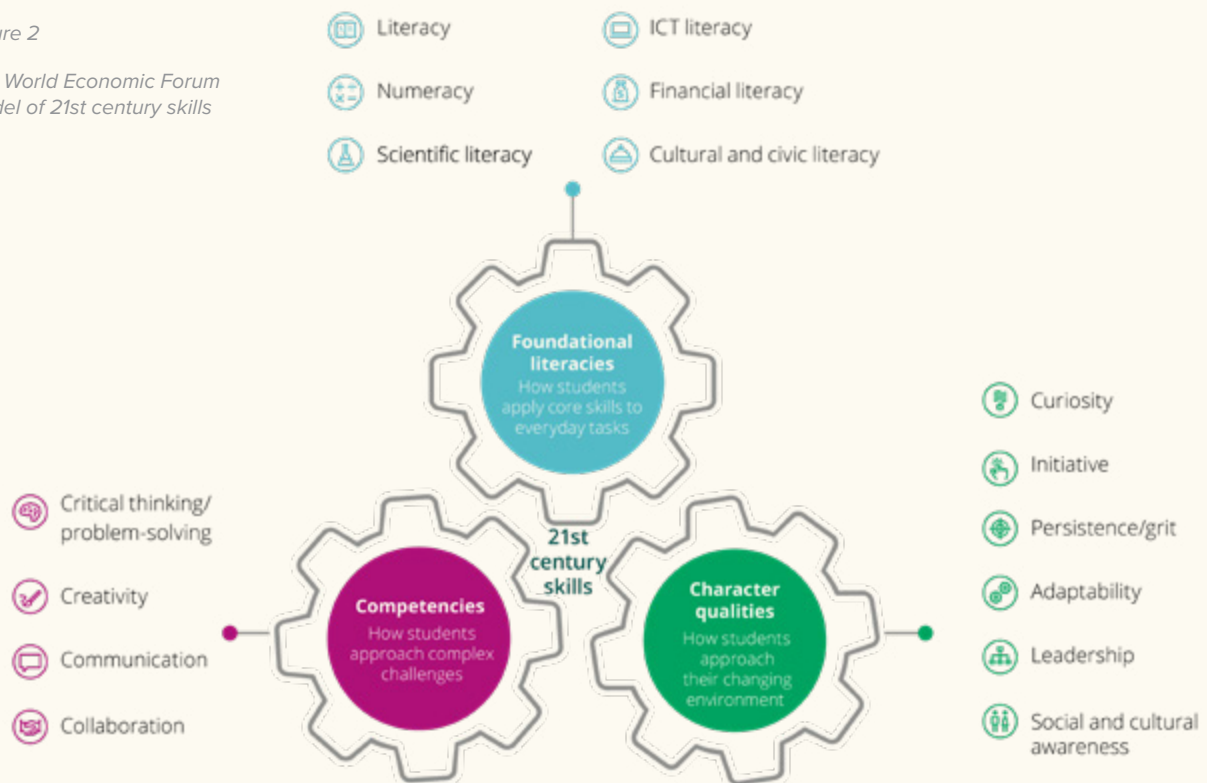 re 2
World Economic Forum
del of 21st century skills
Literacy
Numeracy
Scientific literacy
ICT literacy
Financial literacy
Cultural and civic literacy
Foundational
literacies
How students
apply core skills to
everyday tasks
Critical thinking/
problem-solving
Creativity
Communication
Collaboration
Competencies
How students
approach complex
challenges
21st
century
skills
Character
qualities
How students
approach
their changing
environment
Curiosity
Initiative
Persistence/grit
Adaptability
Leadership
Social and cultural
awareness